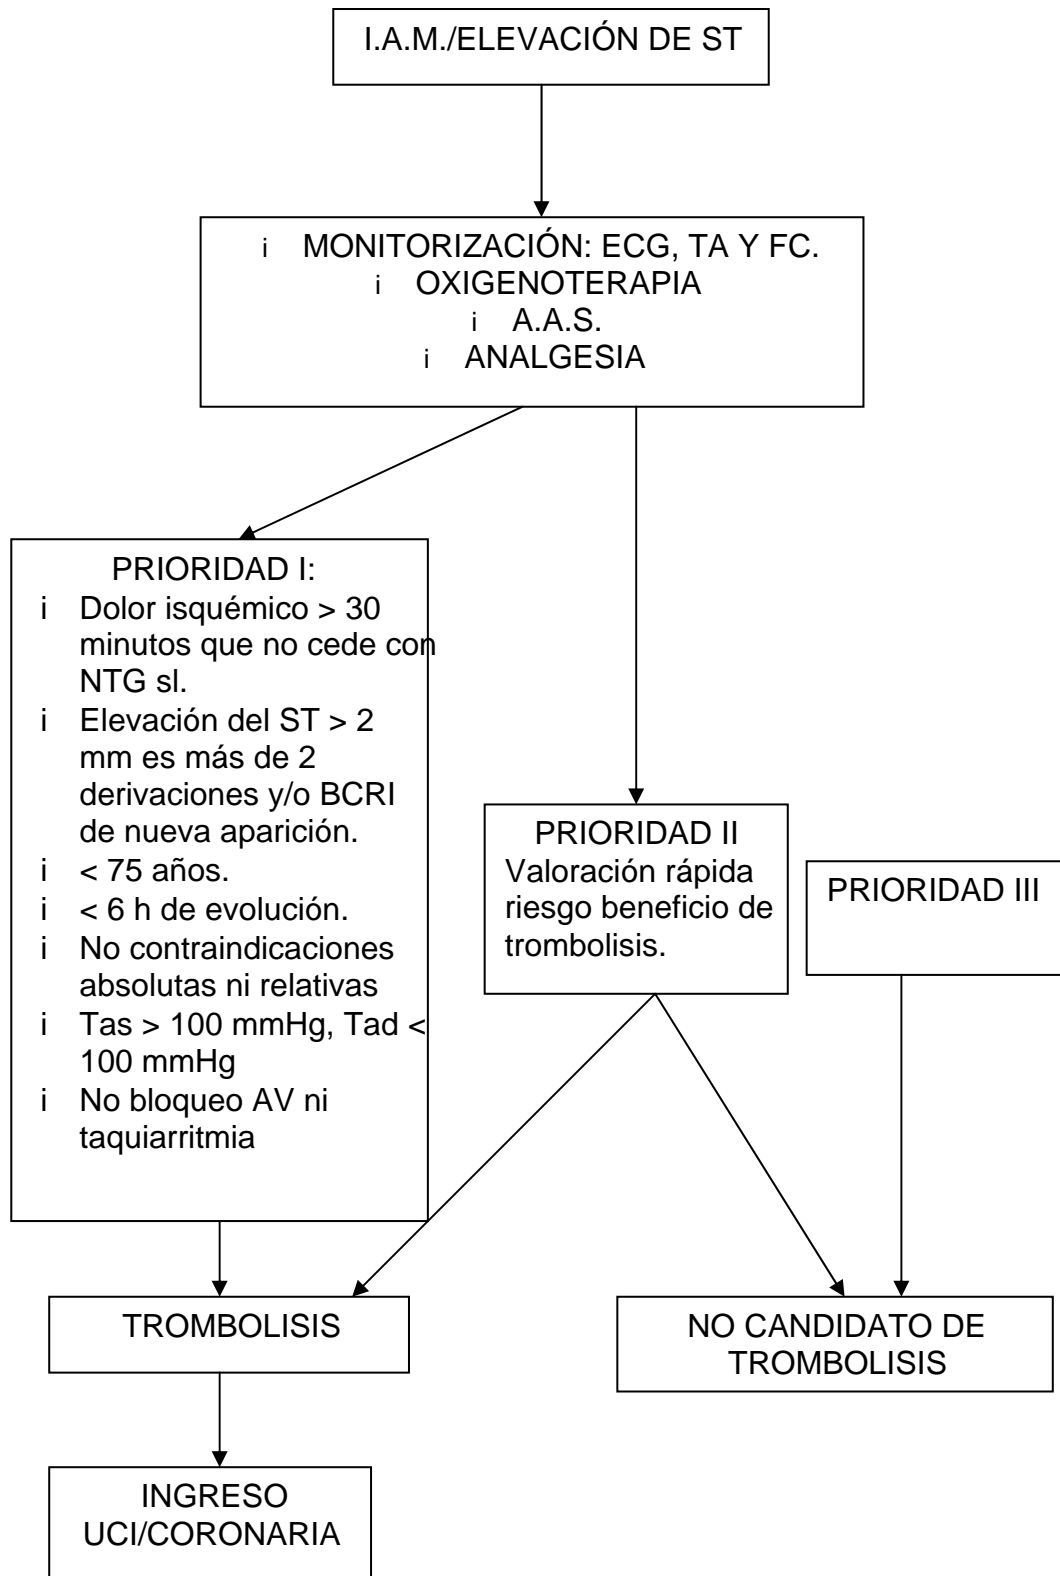 I.A.M./ELEVACIÓN DE ST
i MONITORIZACIÓN: ECG, TA Y FC.
i OXIGENOTERAPIA
i A.A.S.
i ANALGESIA
PRIORIDAD I:
i Dolor isquémico > 30
minutos que no cede con
NTG sl.
i Elevación del ST > 2
mm es más de 2
derivaciones y/o BCRI
de nueva aparición.
i < 75 años.
i < 6 h de evolución.
i No contraindicaciones
absolutas ni relativas
i Tas > 100 mmHg, Tad <
100 mmHg
i No bloqueo AV ni
taquiarritmia
PRIORIDAD II
Valoración rápida
riesgo beneficio de
trombolisis.
PRIORIDAD III
TROMBOLISIS
NO CANDIDATO DE
TROMBOLISIS
INGRESO
UCI/CORONARIA